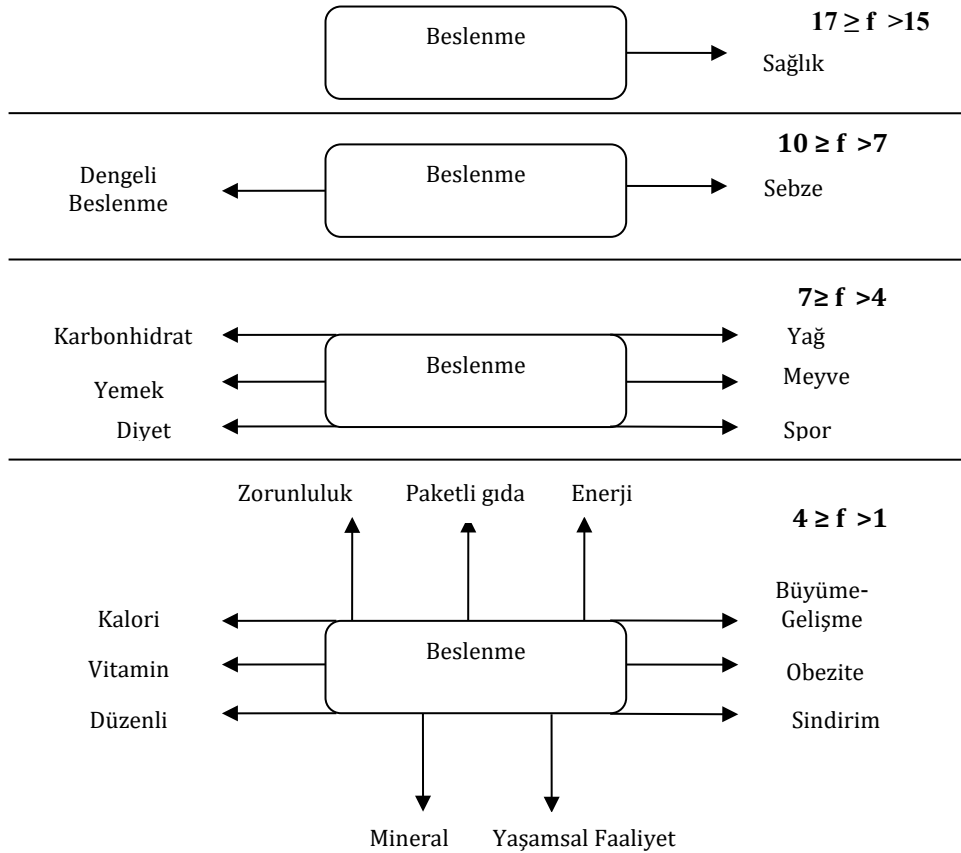 Beslenme
17 ≥ f >15
Sağlık
Beslenme
10 ≥ f >7
Dengeli
Beslenme
Sebze
7≥ f >4
Karbonhidrat
Beslenme
Yağ
Yemek
Meyve
Diyet
Spor
Zorunluluk
Paketli gıda
Enerji
4 ≥ f >1
Kalori
Büyüme-
Gelişme
Vitamin
Beslenme
Obezite
Düzenli
Sindirim
Mineral
Yaşamsal Faaliyet